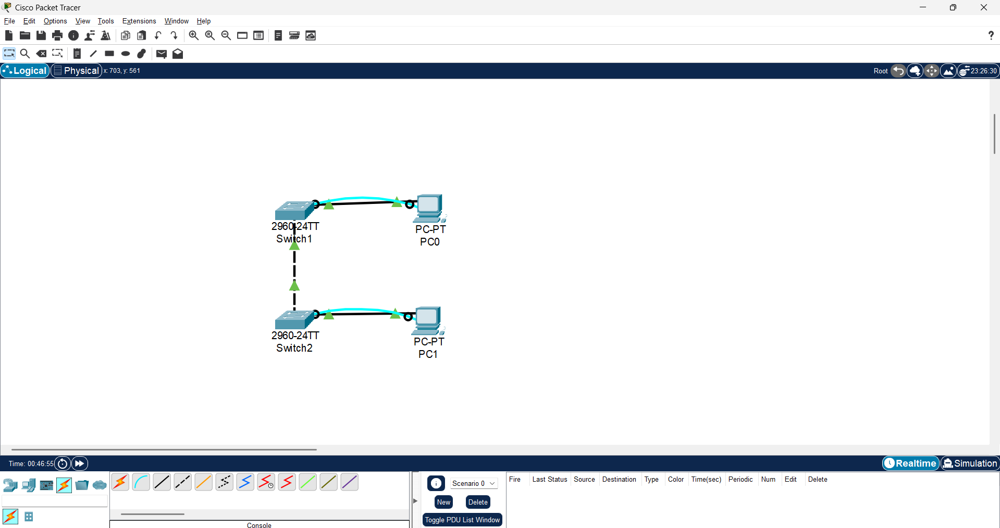 Cisco Packet Tracer
File Edit Options View Tools Extensions Window Help
Logical Physical x: 703, y: 561 Root 23:26:30
2960-24TT
Switch1
PC-PT
PC0
2960-24TT
Switch2
PC-PT
PC1
Time: 00:46:55 Realtime Simulation
Scenario 0
New Delete
Toggle PDU List Window
Fire Last Status Source Destination Type Color Time(sec) Periodic Num Edit Delete
Console